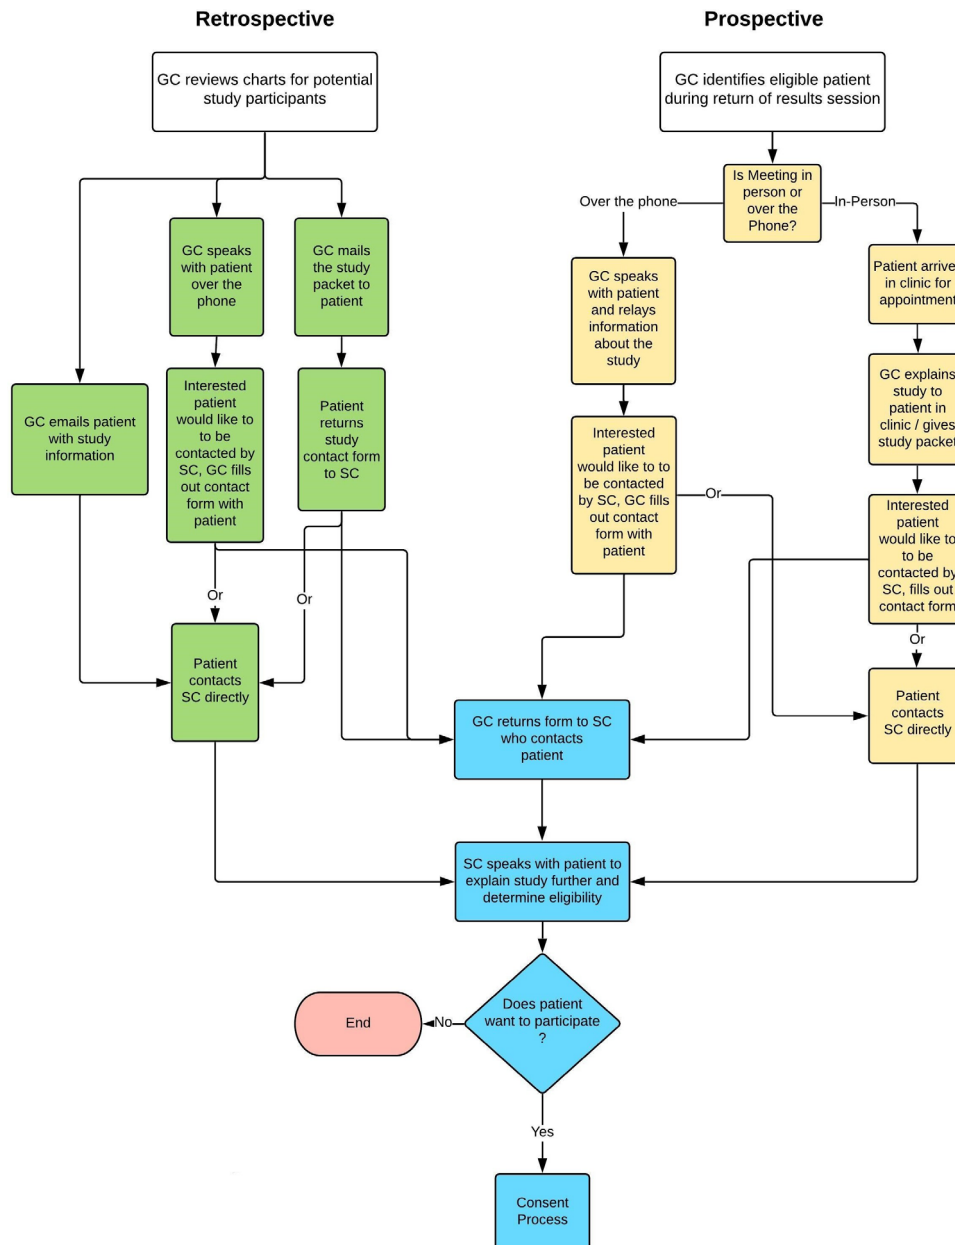 Retrospective
Prospective
GC reviews charts for potential
study participants
GC identifies eligible patient
during return of results session
Is Meeting in
person or
over the
Phone?
Over the phone
In-Person
GC speaks
with patient
over the
phone
GC mails
the study
packet to
patient
GC speaks
with patient
and relays
information
about the
study
Patient arrive
in clinic for
appointment
GC emails patient
with study
information
Interested
patient
would like to
to be
contacted by
SC, GC fills
out contact
form with
patient
Patient
returns
study
contact form
to SC
Interested
patient
would like to to
be contacted
by SC, GC fills
out contact
form with
patient
GC explains
study to
patient in
clinic / gives
study packet
Or
Interested
patient
would like to
to be
contacted by
SC, fills out
contact form
Or
Or
Or
Patient
contacts
SC directly
GC returns form to SC
who contacts
patient
Patient
contacts
SC directly
SC speaks with patient to
explain study further and
determine eligibility
Does patient
want to participate
?
No
End
Yes
Consent
Process